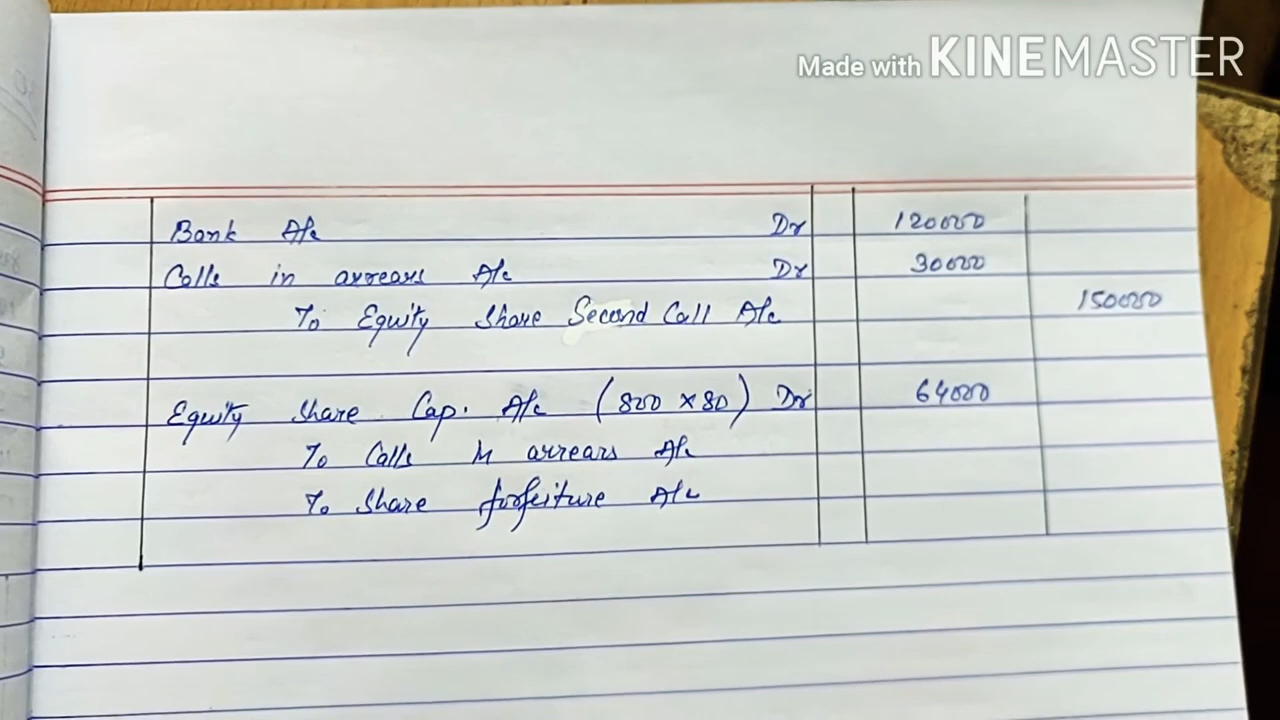 Made with KINEMASTER
Bank A/c Dr 120000
Calls in arrears A/c Dr 30000
To Equity Share Second Call A/c 150000
Equity Share Cap. A/c (800 × 80) Dr 64000
To Calls in arrears A/c
To Share forfeiture A/c